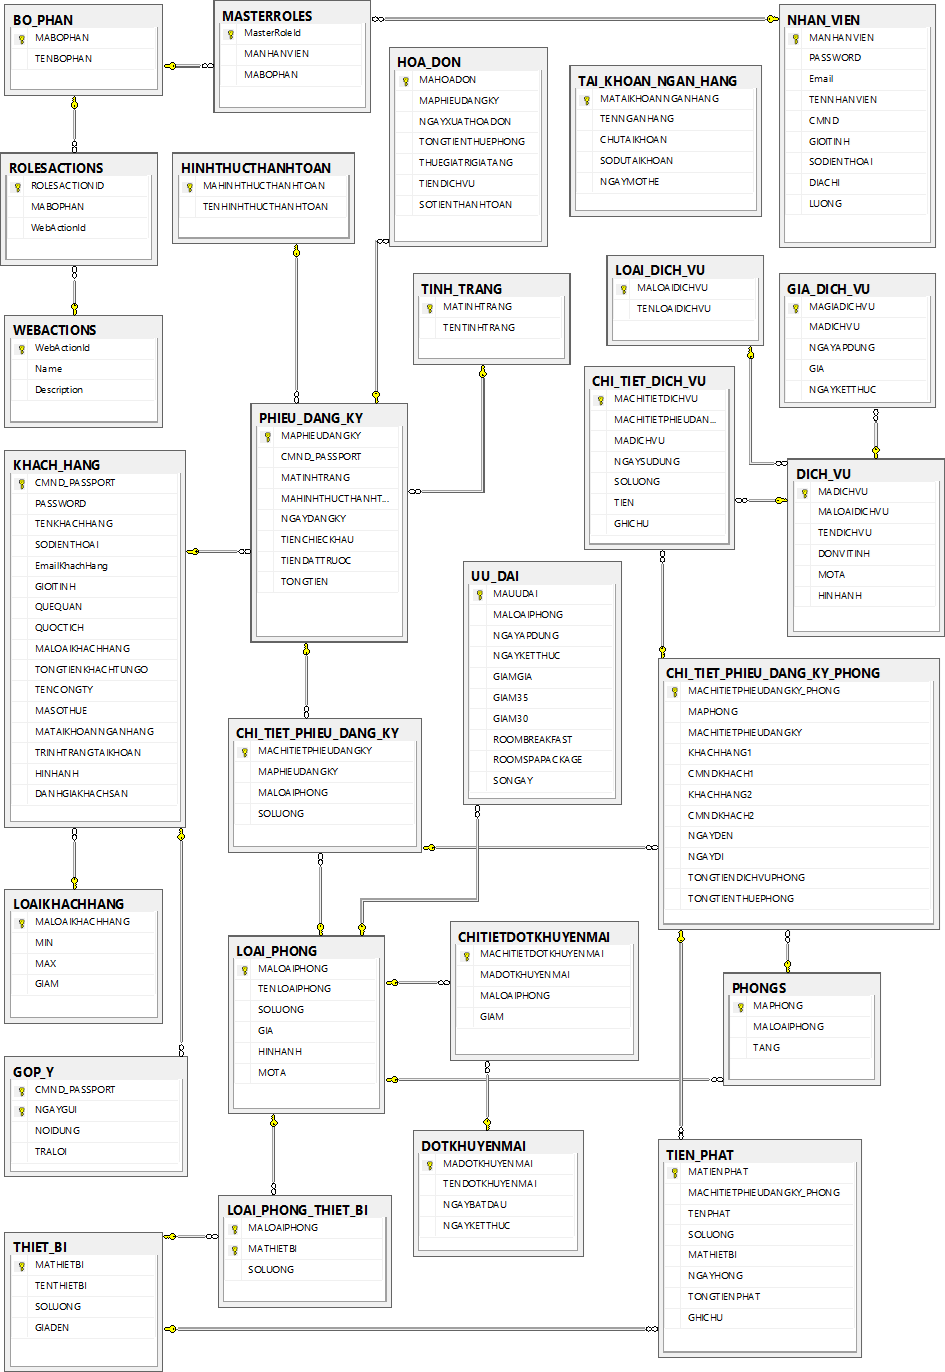 BO_PHAN
MABOPHAN
TENBOPHAN
MASTERROLES
MasterRoleId
MANHANVIEN
MABOPHAN
NHAN_VIEN
MANHANVIEN
PASSWORD
Email
TENNHANVIEN
CMND
GIOITINH
SODIENTHOAI
DIACHI
LUONG
HOA_DON
MAHOADON
MAPHIEUDANGKY
NGAYXUATHOADON
TONGTIENTHUEPHONG
THUEGIATRIGIATANG
TIENDICHVU
SOTIENTHANHTOAN
TAI_KHOAN_NGAN_HANG
MATAIKHOANNGANHANG
TENNGANHANG
CHUTAIKHOAN
SODUTAIKHOAN
NGAYMOTHE
ROLESACTIONS
ROLESACTIONID
MABOPHAN
WebActionId
HINHTHUCTHANHTOAN
MAHINHTHUCTHANHTOAN
TENHINHTHUCTHANHTOAN
TINH_TRANG
MATINHTRANG
TENTINHTRANG
LOAI_DICH_VU
MALOAIDICHVU
TENLOAIDICHVU
GIA_DICH_VU
MAGIADICHVU
MADICHVU
NGAYAPDUNG
GIA
NGAYKETTHUC
WEBACTIONS
WebActionId
Name
Description
CHI_TIET_DICH_VU
MACHITIETDICHVU
MACHITIETPHIEUDAN...
MADICHVU
NGAYSUDUNG
SOLUONG
TIEN
GHICHU
PHIEU_DANG_KY
MAPHIEUDANGKY
CMND_PASSPORT
MATINHTRANG
MAHINHTHUCTHANHT...
NGAYDANGKY
TIENCHIECKHAU
TIENDATTRUOC
TONGTIEN
KHACH_HANG
CMND_PASSPORT
PASSWORD
TENKHACHHANG
SODIENTHOAI
EmailKhachHang
GIOITINH
QUEQUAN
QUOCTICH
MALOAIKHACHHANG
TONGTIENKHACHTUNGO
TENCONGTY
MASOTHUE
MATAIKHOANNGANHANG
TRINHTRANGTAIKHOAN
HINHANH
DANHGIAKHACHSAN
DICH_VU
MADICHVU
MALOAIDICHVU
TENDICHVU
DONVITINH
MOTA
HINHANH
UU_DAI
MAUUDAI
MALOAIPHONG
NGAYAPDUNG
NGAYKETTHUC
GIAMGIA
GIAM35
GIAM30
ROOMBREAKFAST
ROOMSPAPACKAGE
SONGAY
CHI_TIET_PHIEU_DANG_KY_PHONG
MACHITIETPHIEUDANGKY_PHONG
MAPHONG
MACHITIETPHIEUDANGKY
KHACHHANG1
CMNDKHACH1
KHACHHANG2
CMNDKHACH2
NGAYDEN
NGAYDI
TONGTIENDICHVUPHONG
TONGTIENTHUEPHONG
CHI_TIET_PHIEU_DANG_KY
MACHITIETPHIEUDANGKY
MAPHIEUDANGKY
MALOAIPHONG
SOLUONG
LOAIKHACHHANG
MALOAIKHACHHANG
MIN
MAX
GIAM
LOAI_PHONG
MALOAIPHONG
TENLOAIPHONG
SOLUONG
GIA
HINHANH
MOTA
CHITIETDOTKHUYENMAI
MACHITIETDOTKHUYENMAI
MADOTKHUYENMAI
MALOAIPHONG
GIAM
PHONGS
MAPHONG
MALOAIPHONG
TANG
GOP_Y
CMND_PASSPORT
NGAYGUI
NOIDUNG
TRALOI
DOTKHUYENMAI
MADOTKHUYENMAI
TENDOTKHUYENMAI
NGAYBATDAU
NGAYKETTHUC
TIEN_PHAT
MATIENPHAT
MACHITIETPHIEUDANGKY_PHONG
TENPHAT
SOLUONG
MATHIETBI
NGAYHONG
TONGTIENPHAT
GHICHU
LOAI_PHONG_THIET_BI
MALOAIPHONG
MATHIETBI
SOLUONG
THIET_BI
MATHIETBI
TENTHIETBI
SOLUONG
GIADEN